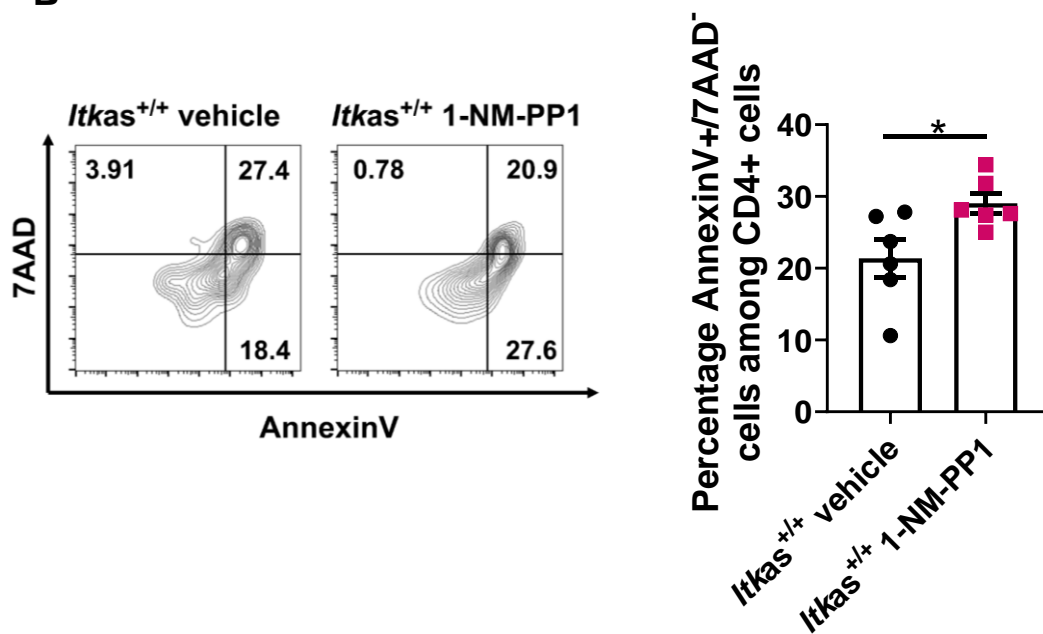 B
Itkas+/+ vehicle
Itkas+/+ 1-NM-PP1
3.91
27.4
18.4
0.78
20.9
27.6
7AAD
AnnexinV
Percentage AnnexinV+/7AAD-
cells among CD4+ cells
40
30
20
10
0
*
Itkas+/+ vehicle
Itkas+/+ 1-NM-PP1